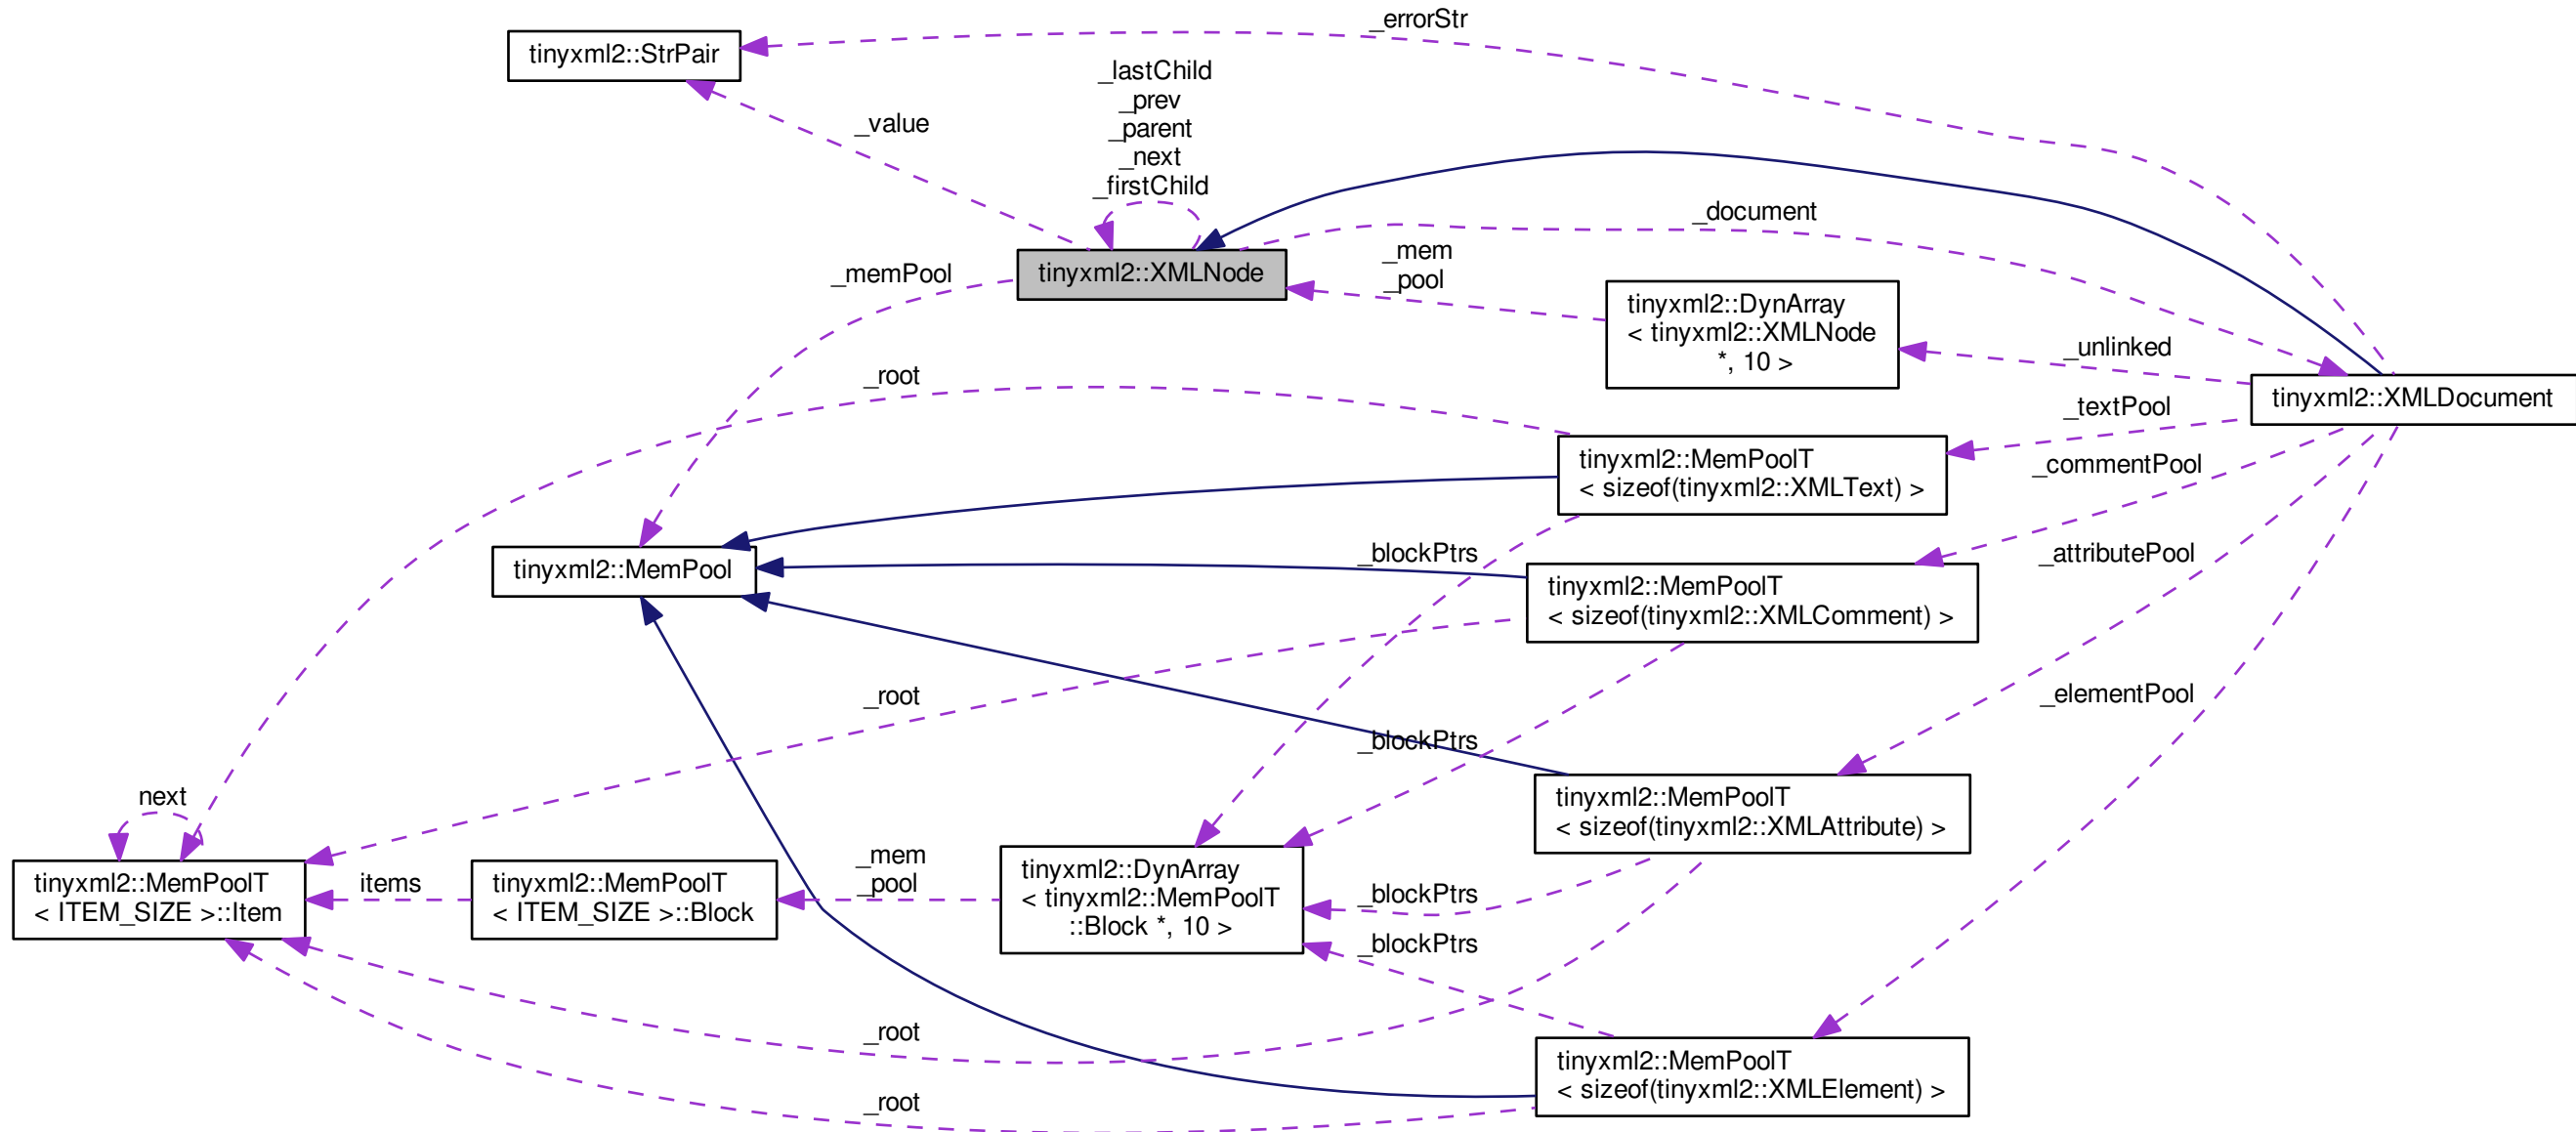 _errorStr
tinyxml2::StrPair
_lastChild
_prev
_parent
_next
_firstChild
_value
_document
tinyxml2::XMLNode
_memPool
_mem
_pool
tinyxml2::DynArray
< tinyxml2::XMLNode
*, 10 >
_unlinked
tinyxml2::XMLDocument
_root
_textPool
tinyxml2::MemPoolT
< sizeof(tinyxml2::XMLText) >
_commentPool
_blockPtrs
_attributePool
tinyxml2::MemPool
tinyxml2::MemPoolT
< sizeof(tinyxml2::XMLComment) >
_root
_elementPool
_blockPtrs
next
tinyxml2::MemPoolT
< sizeof(tinyxml2::XMLAttribute) >
tinyxml2::MemPoolT
< ITEM_SIZE >::Item
items
tinyxml2::MemPoolT
< ITEM_SIZE >::Block
_mem
_pool
tinyxml2::DynArray
< tinyxml2::MemPoolT
::Block *, 10 >
_blockPtrs
_blockPtrs
_root
tinyxml2::MemPoolT
< sizeof(tinyxml2::XMLElement) >
_root